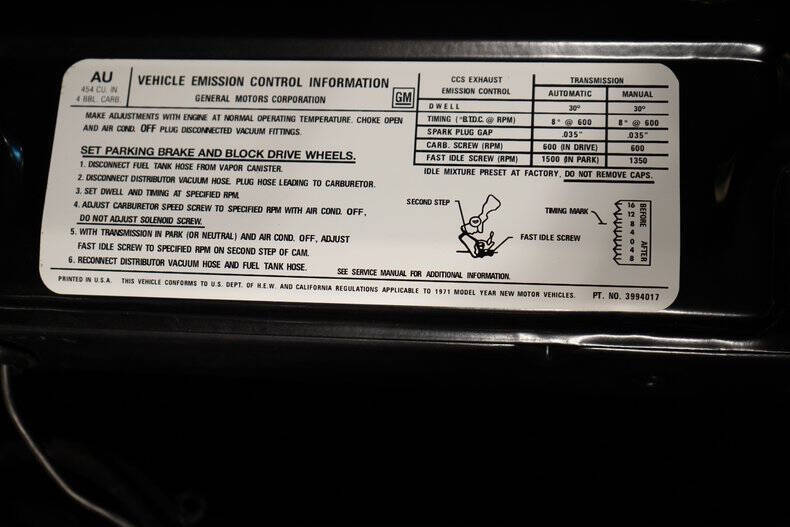 AU
454 CU. IN.
4 BBL. CARB.
VEHICLE EMISSION CONTROL INFORMATION
GENERAL MOTORS CORPORATION
GM
MAKE ADJUSTMENTS WITH ENGINE AT NORMAL OPERATING TEMPERATURE, CHOKE OPEN
AND AIR COND. OFF PLUG DISCONNECTED VACUUM FITTINGS.
SET PARKING BRAKE AND BLOCK DRIVE WHEELS.
1. DISCONNECT FUEL TANK HOSE FROM VAPOR CANISTER.
2. DISCONNECT DISTRIBUTOR VACUUM HOSE. PLUG HOSE LEADING TO CARBURETOR.
3. SET DWELL AND TIMING AT SPECIFIED RPM.
4. ADJUST CARBURETOR SPEED SCREW TO SPECIFIED RPM WITH AIR COND. OFF,
DO NOT ADJUST SOLENOID SCREW.
5. WITH TRANSMISSION IN PARK (OR NEUTRAL) AND AIR COND. OFF, ADJUST
FAST IDLE SCREW TO SPECIFIED RPM ON SECOND STEP OF CAM.
6. RECONNECT DISTRIBUTOR VACUUM HOSE AND FUEL TANK HOSE.
SEE SERVICE MANUAL FOR ADDITIONAL INFORMATION.
CCS EXHAUST EMISSION CONTROL TRANSMISSION
AUTOMATIC MANUAL
DWELL 30° 30°
TIMING (°B.T.D.C. @ RPM) 8° @ 600 8° @ 600
SPARK PLUG GAP .035" .035"
CARB. SCREW (RPM) 600 (IN DRIVE) 600
FAST IDLE SCREW (RPM) 1500 (IN PARK) 1350
IDLE MIXTURE PRESET AT FACTORY, DO NOT REMOVE CAPS.
SECOND STEP
FAST IDLE SCREW
TIMING MARK
16
12
8
4
0
4
8
BEFORE
AFTER
PRINTED IN U.S.A. THIS VEHICLE CONFORMS TO U.S. DEPT. OF H.E.W. AND CALIFORNIA REGULATIONS APPLICABLE TO 1971 MODEL YEAR NEW MOTOR VEHICLES. PT. NO. 3994017